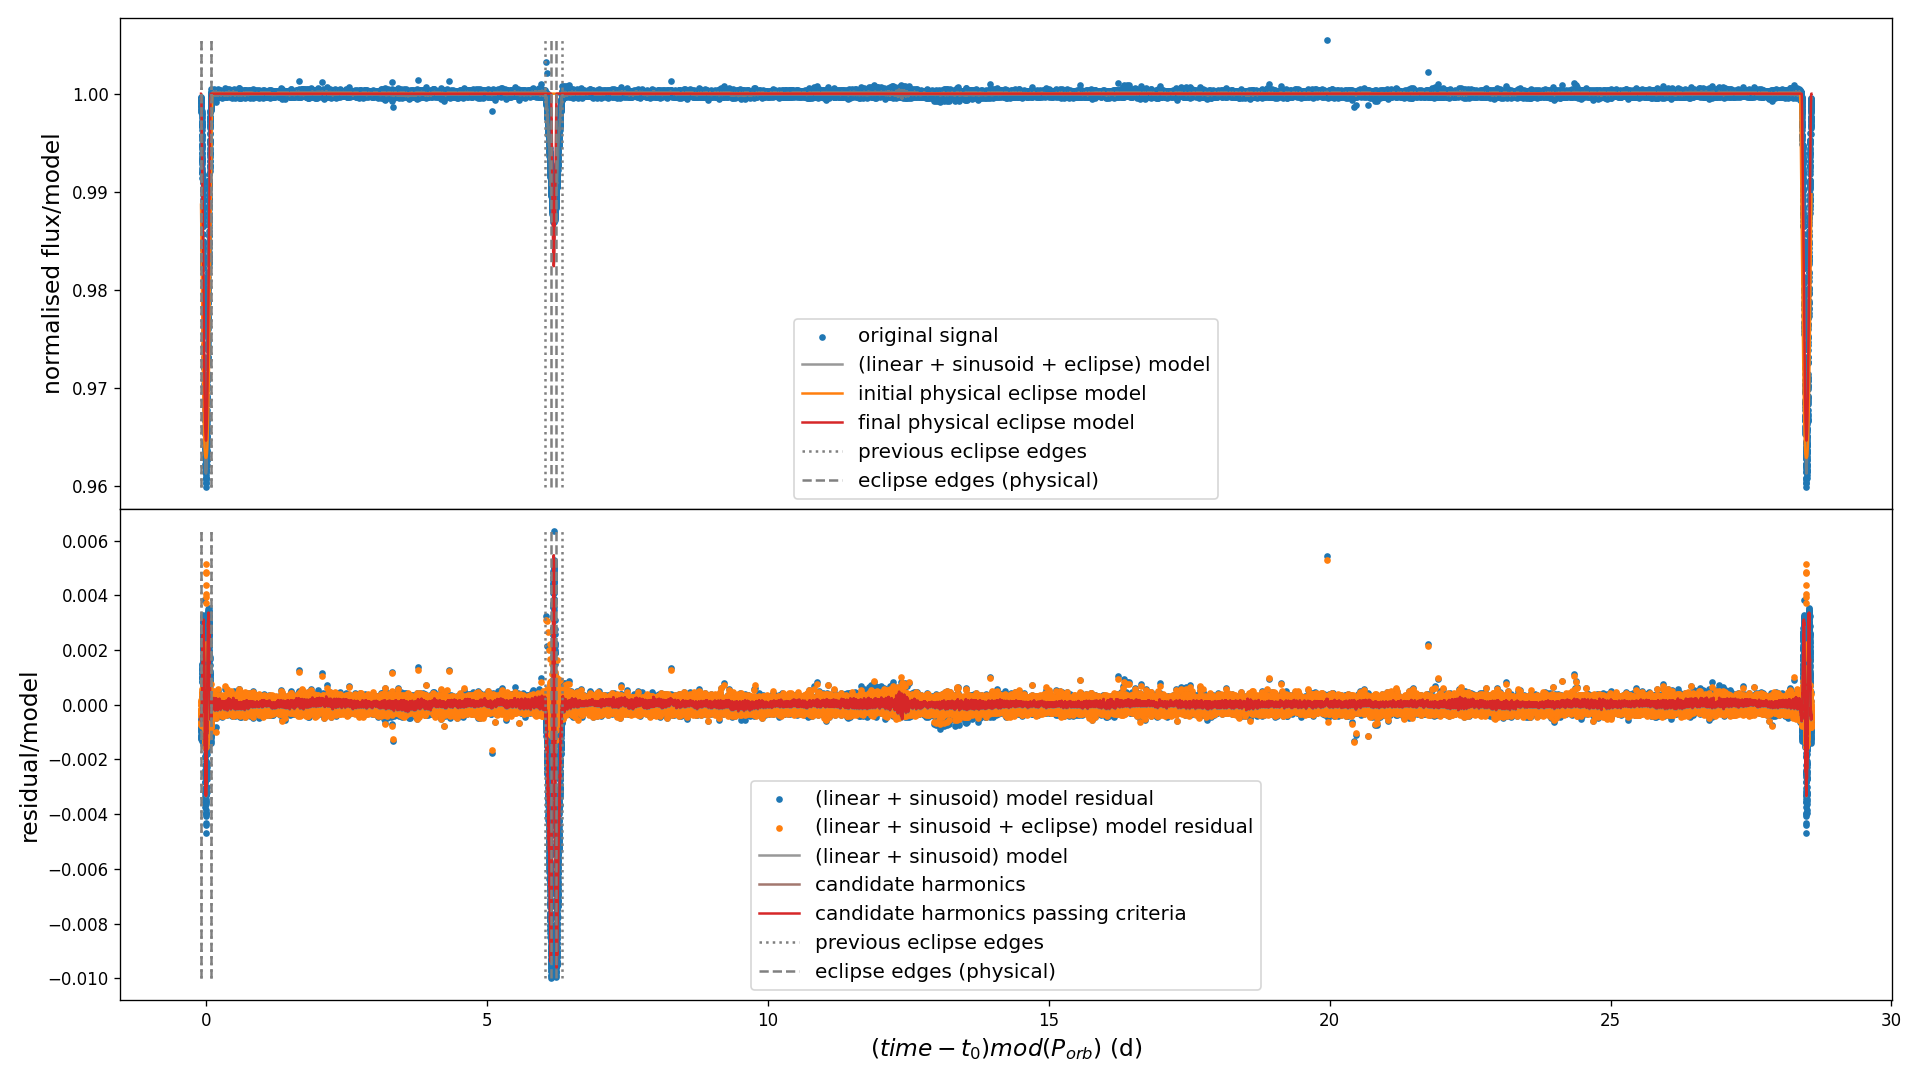 normalised flux/model
1.00
0.99
0.98
0.97
0.96
original signal
(linear + sinusoid + eclipse) model
initial physical eclipse model
final physical eclipse model
previous eclipse edges
eclipse edges (physical)
residual/model
0.006
0.004
0.002
0.000
−0.002
−0.004
−0.006
−0.008
−0.010
(linear + sinusoid) model residual
(linear + sinusoid + eclipse) model residual
(linear + sinusoid) model
candidate harmonics
candidate harmonics passing criteria
previous eclipse edges
eclipse edges (physical)
0 5 10 15 20 25 30
(time − t₀)mod(P_orb) (d)